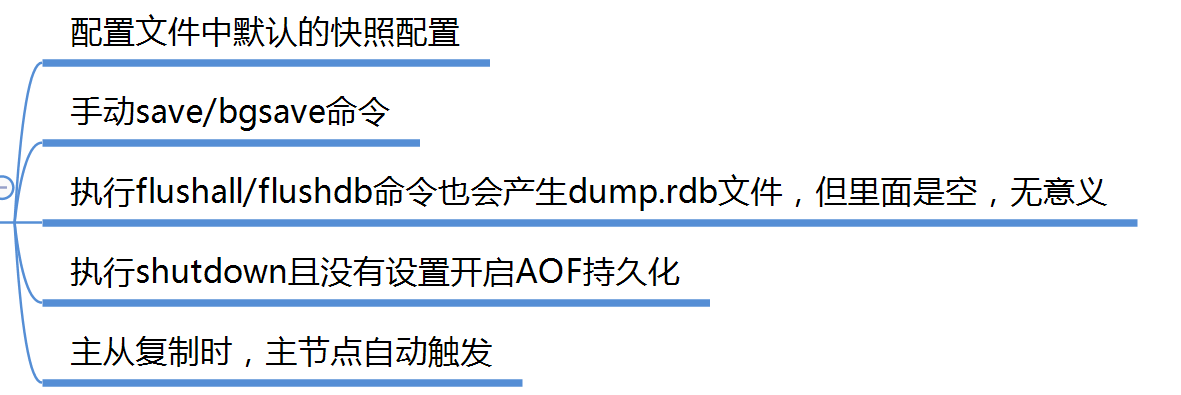 配置文件中默认的快照配置
手动save/bgsave命令
执行flushall/flushdb命令也会产生dump.rdb文件，但里面是空，无意义
执行shutdown且没有设置开启AOF持久化
主从复制时，主节点自动触发